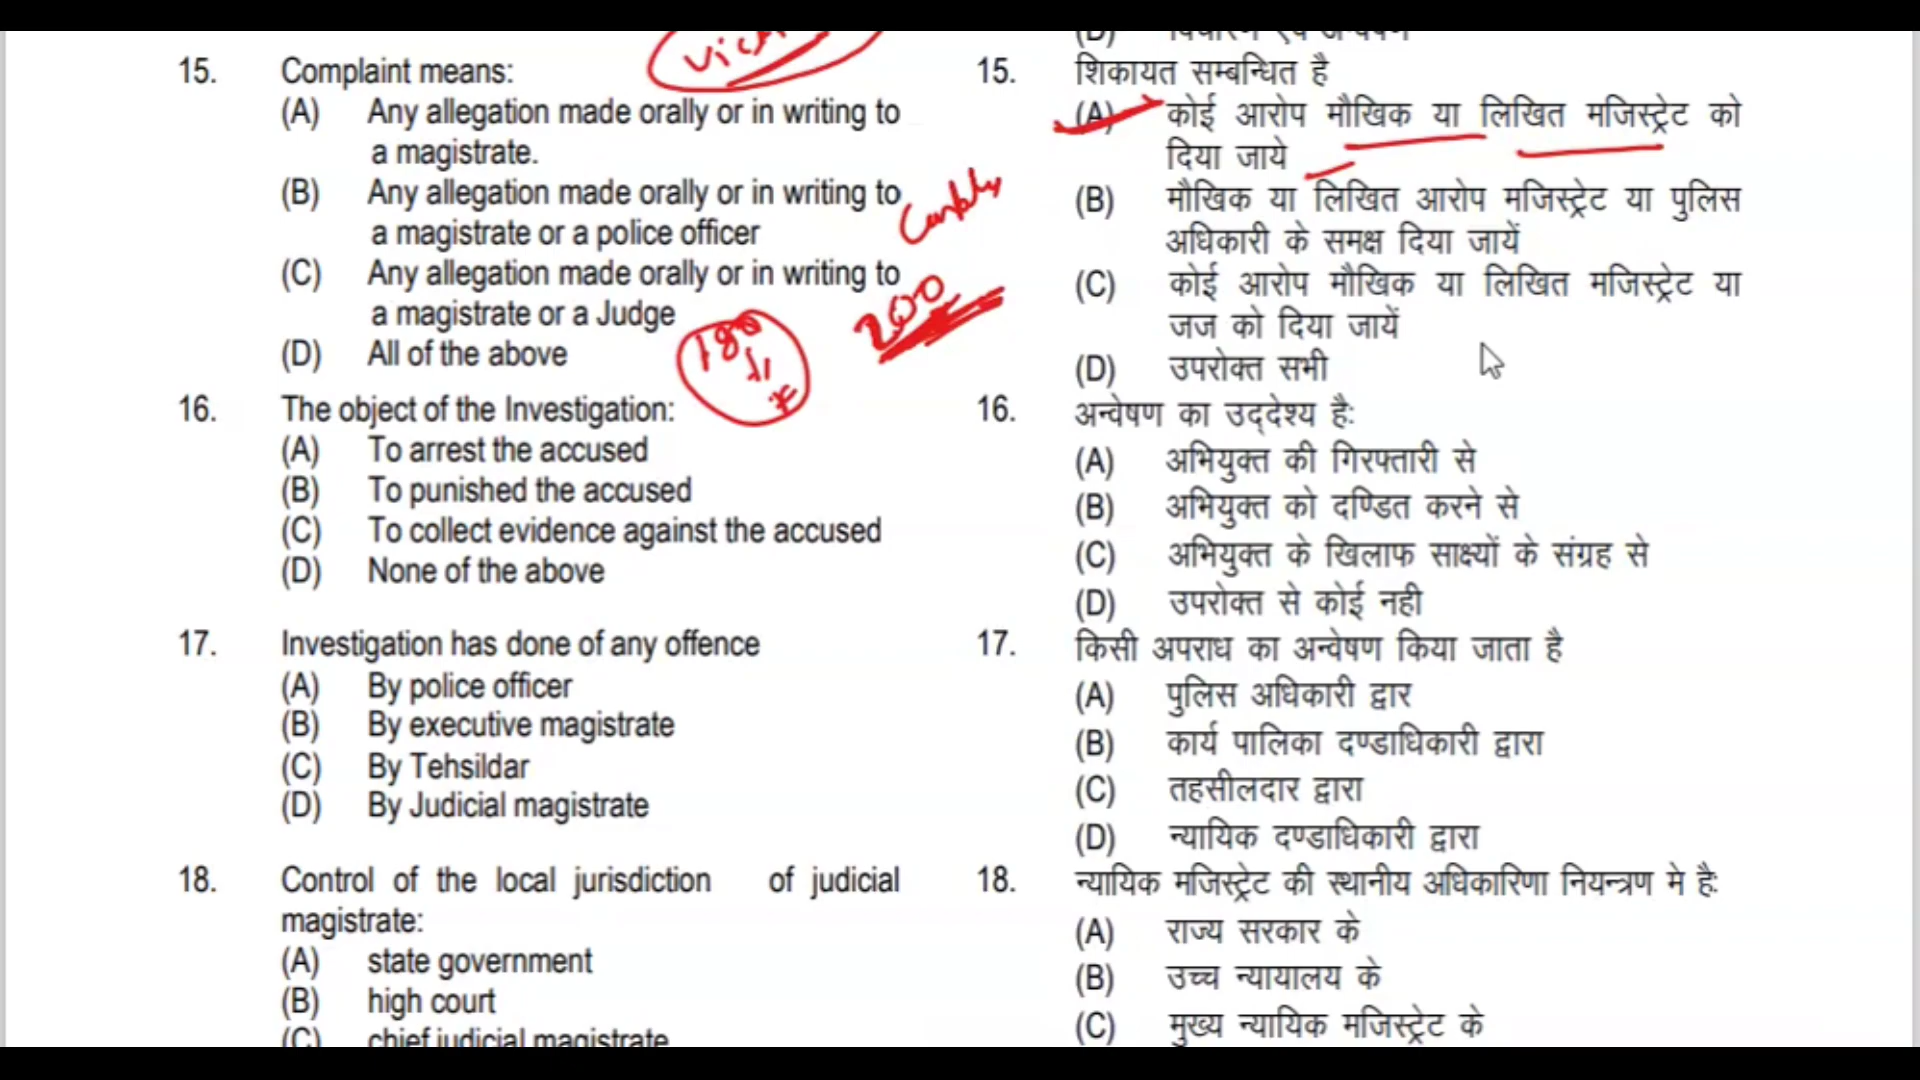 15. Complaint means:
(A) Any allegation made orally or in writing to
a magistrate.
(B) Any allegation made orally or in writing to
a magistrate or a police officer
(C) Any allegation made orally or in writing to
a magistrate or a Judge
(D) All of the above
200
16. The object of the Investigation:
(A) To arrest the accused
(B) To punished the accused
(C) To collect evidence against the accused
(D) None of the above
17. Investigation has done of any offence
(A) By police officer
(B) By executive magistrate
(C) By Tehsildar
(D) By Judicial magistrate
18. Control of the local jurisdiction of judicial
magistrate:
(A) state government
(B) high court
(C) chief judicial magistrate
15. शिकायत सम्बन्धित है
(A) कोई आरोप मौखिक या लिखित मजिस्ट्रेट को
दिया जाये
(B) मौखिक या लिखित आरोप मजिस्ट्रेट या पुलिस
अधिकारी के समक्ष दिया जायें
(C) कोई आरोप मौखिक या लिखित मजिस्ट्रेट या
जज को दिया जायें
(D) उपरोक्त सभी
16. अन्वेषण का उद्देश्य हैः
(A) अभियुक्त की गिरफ्तारी से
(B) अभियुक्त को दण्डित करने से
(C) अभियुक्त के खिलाफ साक्ष्यों के संग्रह से
(D) उपरोक्त से कोई नही
17. किसी अपराध का अन्वेषण किया जाता है
(A) पुलिस अधिकारी द्वार
(B) कार्य पालिका दण्डाधिकारी द्वारा
(C) तहसीलदार द्वारा
(D) न्यायिक दण्डाधिकारी द्वारा
18. न्यायिक मजिस्ट्रेट की स्थानीय अधिकारिणा नियन्त्रण मे हैः
(A) राज्य सरकार के
(B) उच्च न्यायालय के
(C) मुख्य न्यायिक मजिस्ट्रेट के